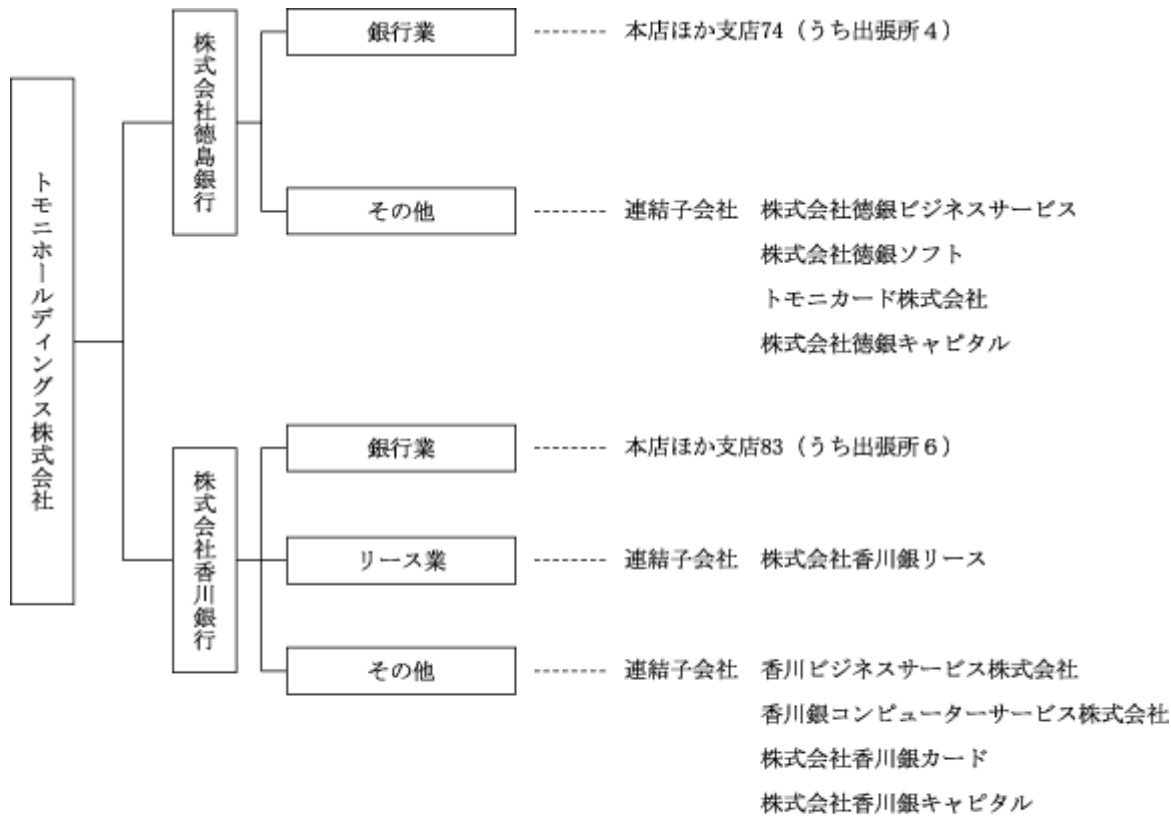 トモニホールディングス株式会社
株式会社徳島銀行
銀行業 本店ほか支店74（うち出張所４）
その他 連結子会社 株式会社徳銀ビジネスサービス
株式会社徳銀ソフト
トモニカード株式会社
株式会社徳銀キャピタル
株式会社香川銀行
銀行業 本店ほか支店83（うち出張所６）
リース業 連結子会社 株式会社香川銀リース
その他 連結子会社 香川ビジネスサービス株式会社
香川銀コンピューターサービス株式会社
株式会社香川銀カード
株式会社香川銀キャピタル